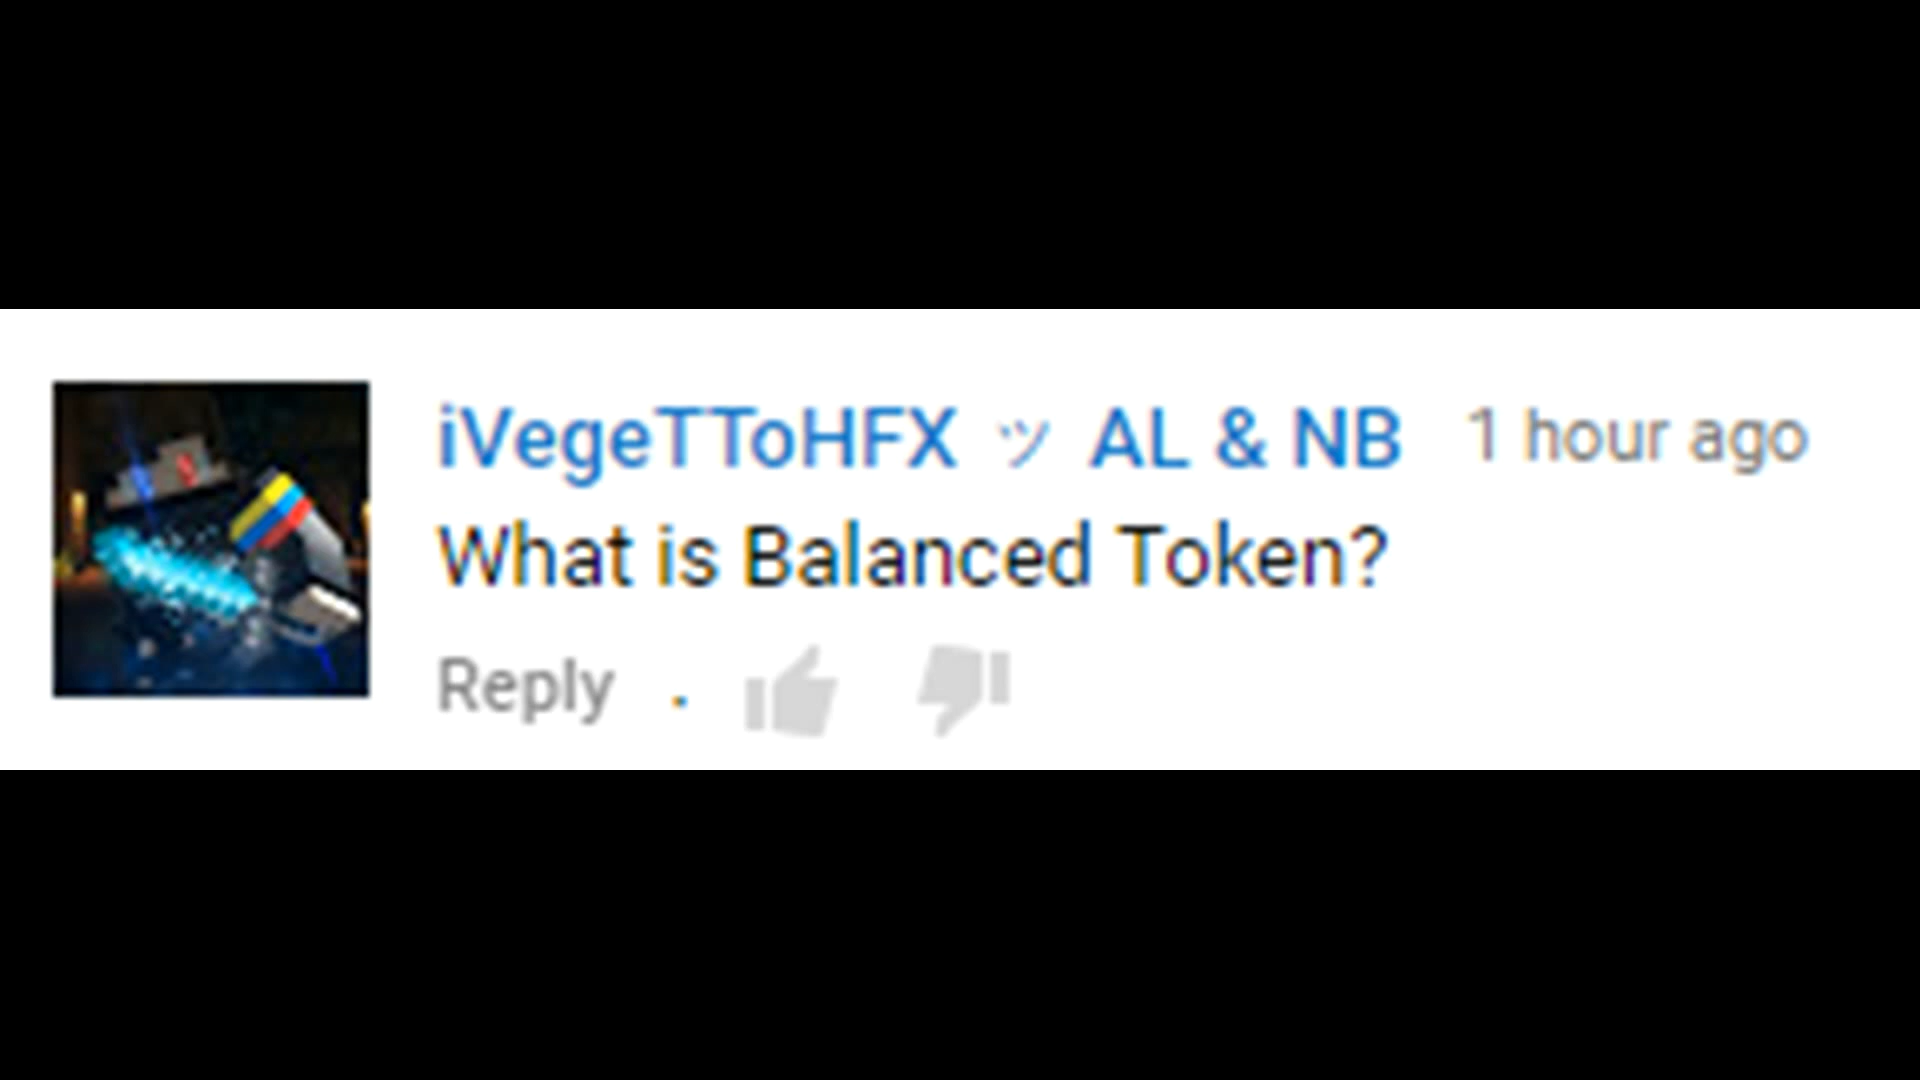 iVegeTToHFX ッ AL & NB 1 hour ago
What is Balanced Token?
Reply .